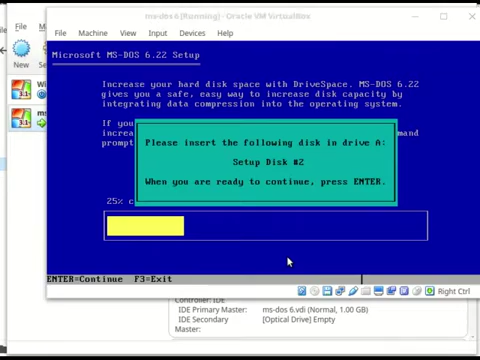 ms-dos 6 [Running] - Oracle VM VirtualBox
File Machine View Input Devices Help
File
New
Wi
3.1
ms
3.1
Microsoft MS-DOS 6.22 Setup
Increase your hard disk space with DriveSpace. MS-DOS 6.22
gives you a safe, easy way to increase disk capacity by
integrating data compression into the operating system.
If you
increa
mand
prompt
Please insert the following disk in drive A:
Setup Disk #2
When you are ready to continue, press ENTER.
25% c
ENTER=Continue F3=Exit
Right Ctrl
Controller: IDE
IDE Primary Master: ms-dos 6.vdi (Normal, 1.00 GB)
IDE Secondary [Optical Drive] Empty
Master: